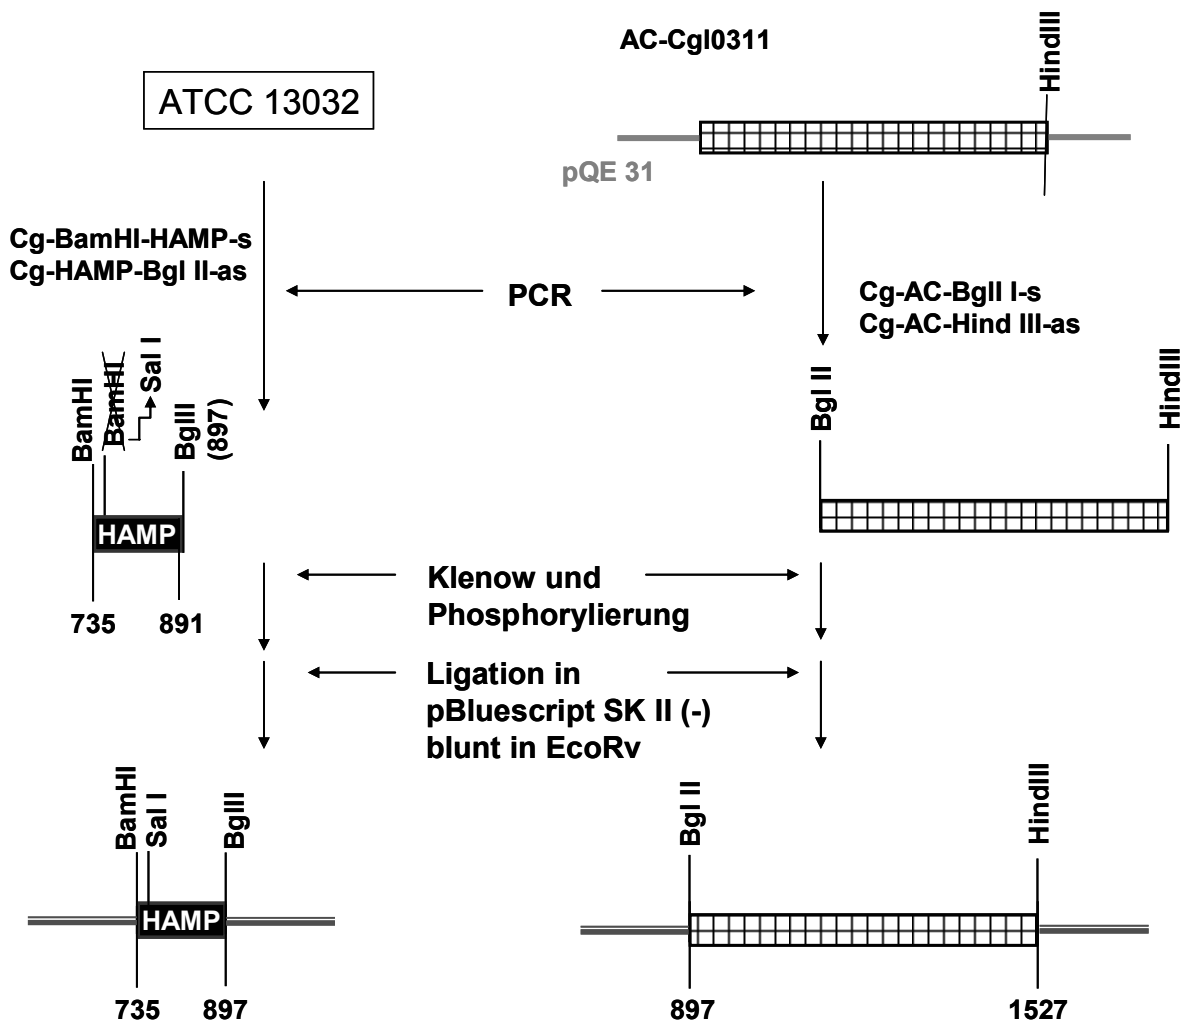 AC-Cgl0311
HindIII
ATCC 13032
pQE 31
Cg-BamHI-HAMP-s
Cg-HAMP-Bgl II-as
PCR
Cg-AC-BglI I-s
Cg-AC-Hind III-as
BamHI
BamHI
Sal I
BglII
(897)
Bgl II
HindIII
HAMP
735
891
Klenow und
Phosphorylierung
Ligation in
pBluescript SK II (-)
blunt in EcoRv
BamHI
Sal I
BglII
Bgl II
HindIII
HAMP
735
897
897
1527